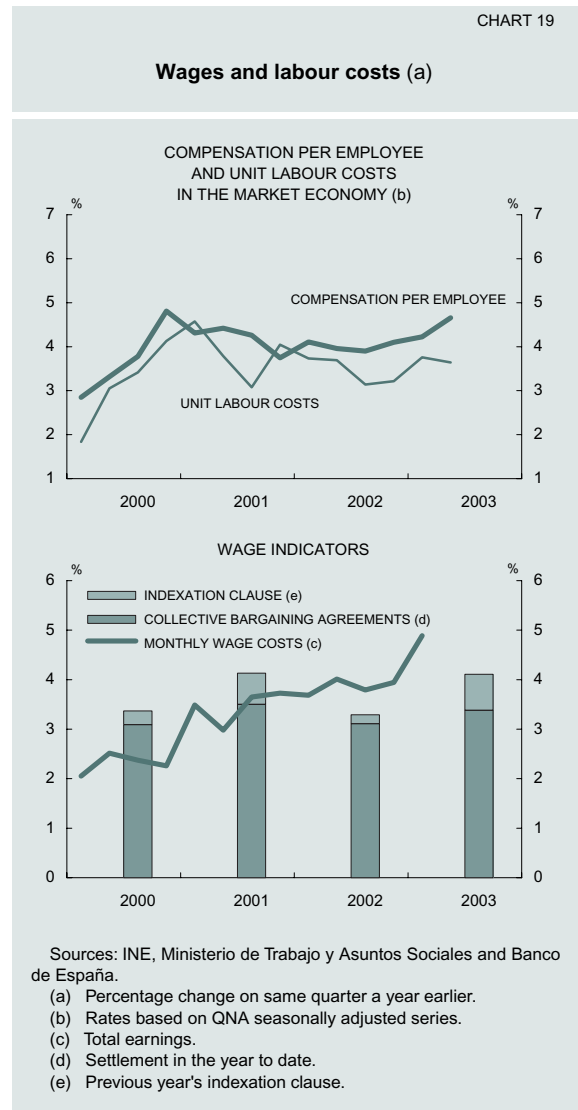 CHART 19
Wages and labour costs (a)
COMPENSATION PER EMPLOYEE
AND UNIT LABOUR COSTS
IN THE MARKET ECONOMY (b)
% %
7 7
6 6
5 5
4 4
3 3
2 2
1 1
COMPENSATION PER EMPLOYEE
UNIT LABOUR COSTS
2000 2001 2002 2003
WAGE INDICATORS
% %
6 6
5 5
4 4
3 3
2 2
1 1
0 0
INDEXATION CLAUSE (e)
COLLECTIVE BARGAINING AGREEMENTS (d)
MONTHLY WAGE COSTS (c)
2000 2001 2002 2003
Sources: INE, Ministerio de Trabajo y Asuntos Sociales and Banco
de España.
(a) Percentage change on same quarter a year earlier.
(b) Rates based on QNA seasonally adjusted series.
(c) Total earnings.
(d) Settlement in the year to date.
(e) Previous year's indexation clause.